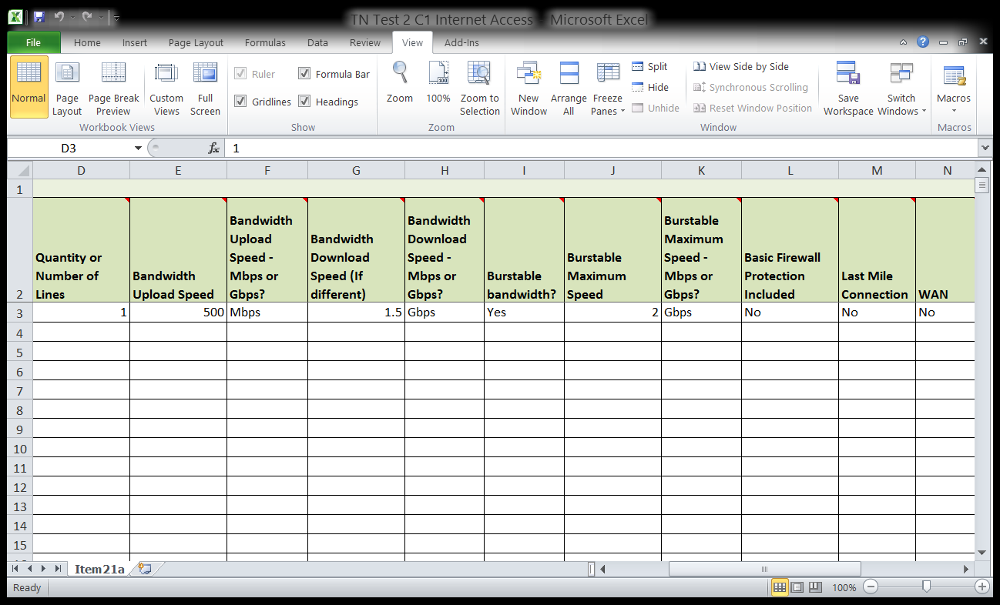 TN Test 2 C1 Internet Access - Microsoft Excel
File Home Insert Page Layout Formulas Data Review View Add-Ins
Normal
Page Layout
Page Break Preview
Custom Views
Full Screen
Workbook Views
Ruler
Formula Bar
Gridlines
Headings
Show
Zoom
100%
Zoom to Selection
Zoom
New Window
Arrange All
Freeze Panes
Split
Hide
Unhide
View Side by Side
Synchronous Scrolling
Reset Window Position
Window
Save Workspace
Switch Windows
Macros
Macros
D3 fx 1
D E F G H I J K L M N
1
2
Quantity or Number of Lines
Bandwidth Upload Speed
Bandwidth Upload Speed - Mbps or Gbps?
Bandwidth Download Speed (If different)
Bandwidth Download Speed - Mbps or Gbps?
Burstable bandwidth?
Burstable Maximum Speed
Burstable Maximum Speed - Mbps or Gbps?
Basic Firewall Protection Included
Last Mile Connection
WAN
3 1 500 Mbps 1.5 Gbps Yes 2 Gbps No No No
4
5
6
7
8
9
10
11
12
13
14
15
Item21a
Ready 100%